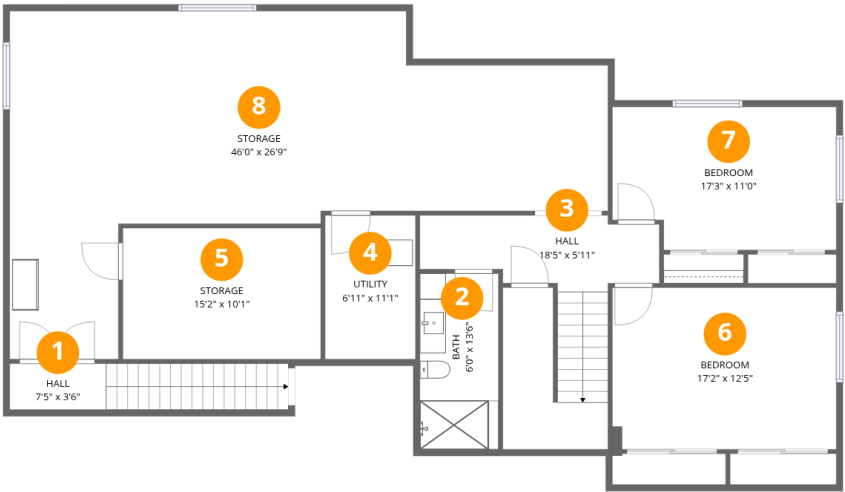 8
STORAGE
46'0" x 26'9"
7
BEDROOM
17'3" x 11'0"
3
HALL
18'5" x 5'11"
4
UTILITY
6'11" x 11'1"
5
STORAGE
15'2" x 10'1"
2
BATH
6'0" x 13'6"
6
BEDROOM
17'2" x 12'5"
1
HALL
7'5" x 3'6"